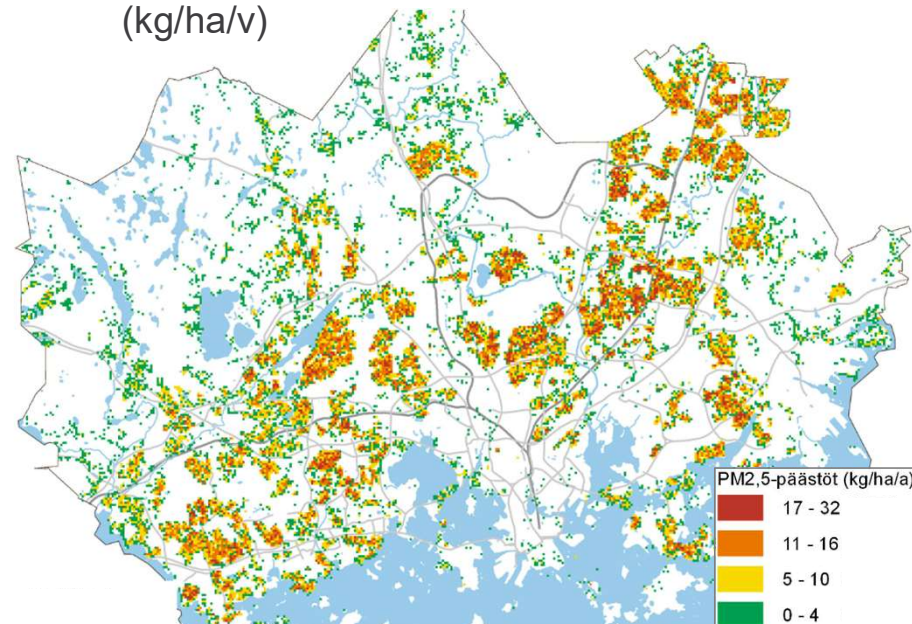 (kg/ha/v)
PM2,5-päästöt (kg/ha/a)
17 - 32
11 - 16
5 - 10
0 - 4